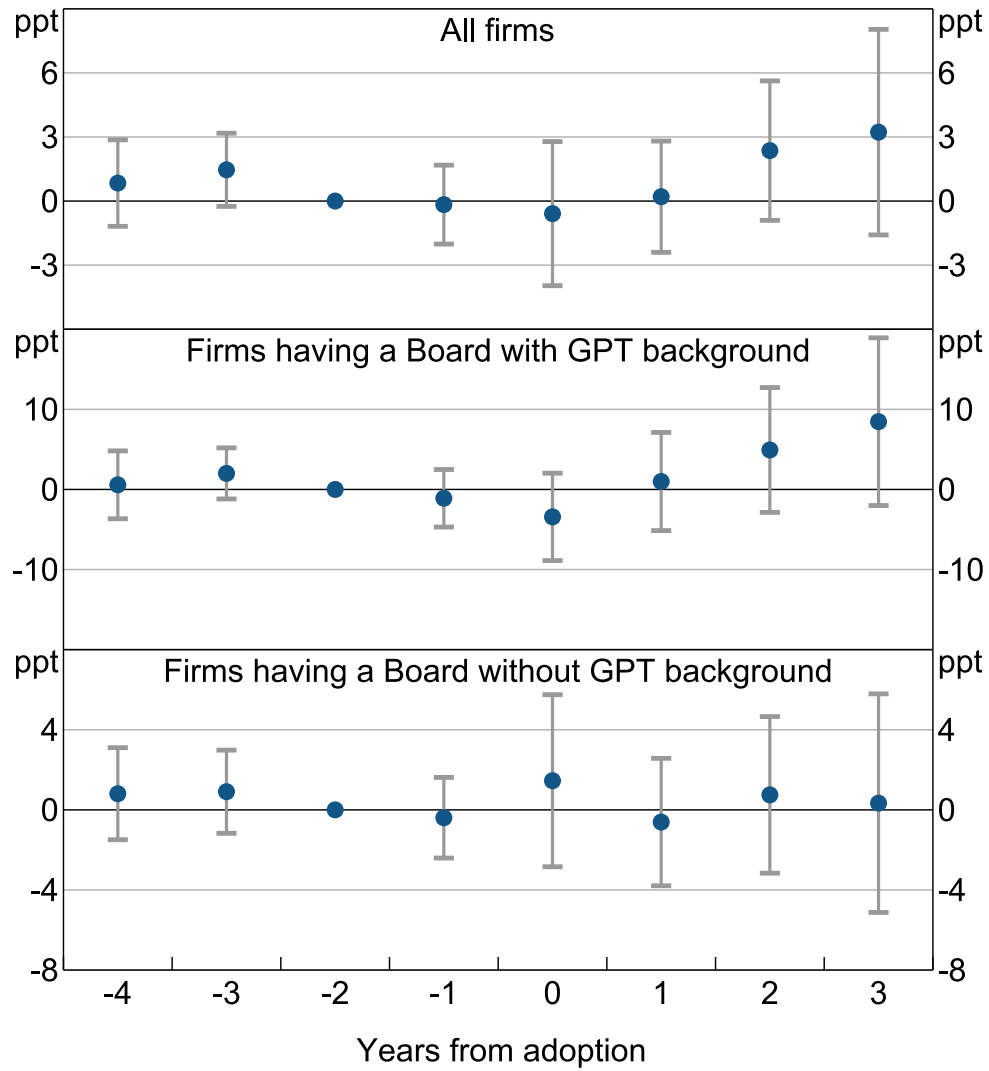 ppt ppt
All firms
6 6
3 3
0 0
-3 -3
ppt ppt
Firms having a Board with GPT background
10 10
0 0
-10 -10
ppt ppt
Firms having a Board without GPT background
4 4
0 0
-4 -4
-8 -8
-4 -3 -2 -1 0 1 2 3
Years from adoption